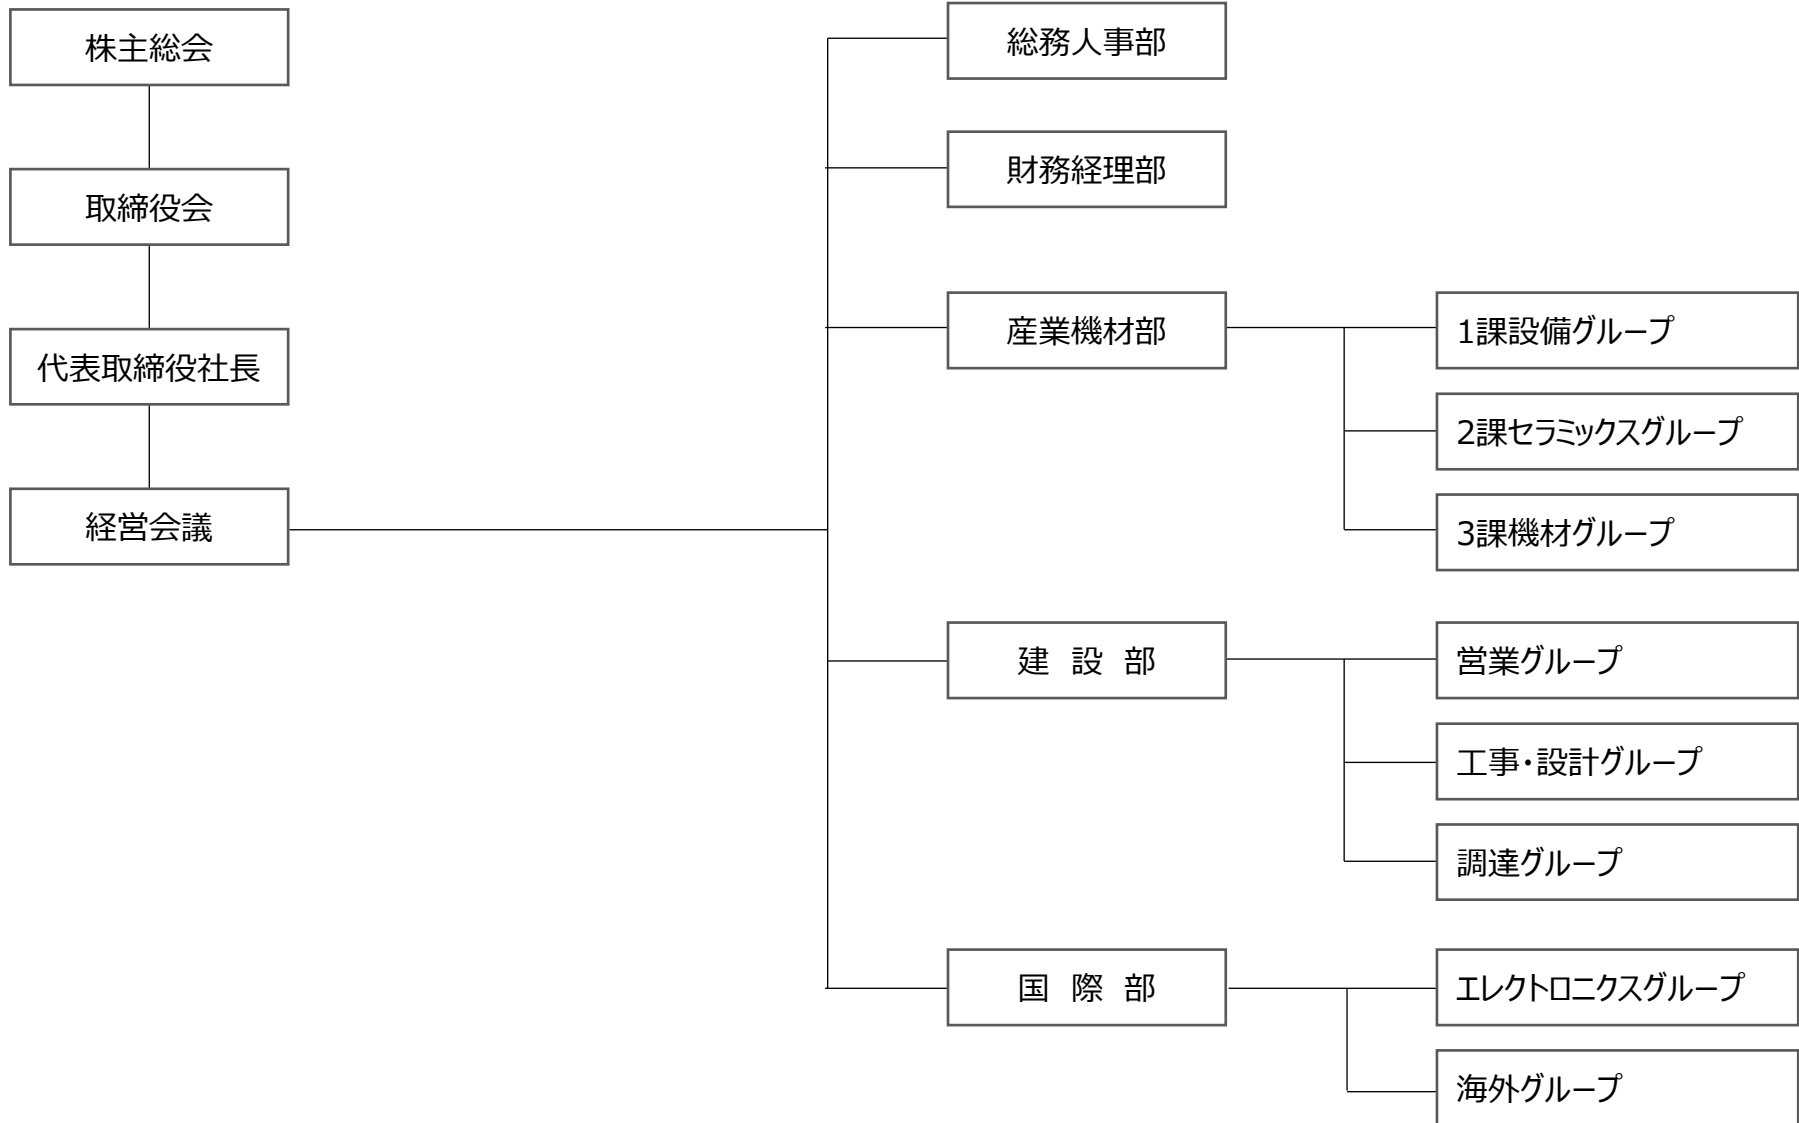 株主総会
取締役会
代表取締役社長
経営会議
総務人事部
財務経理部
産業機材部
1課設備グループ
2課セラミックスグループ
3課機材グループ
建 設 部
営業グループ
工事・設計グループ
調達グループ
国 際 部
エレクトロニクスグループ
海外グループ